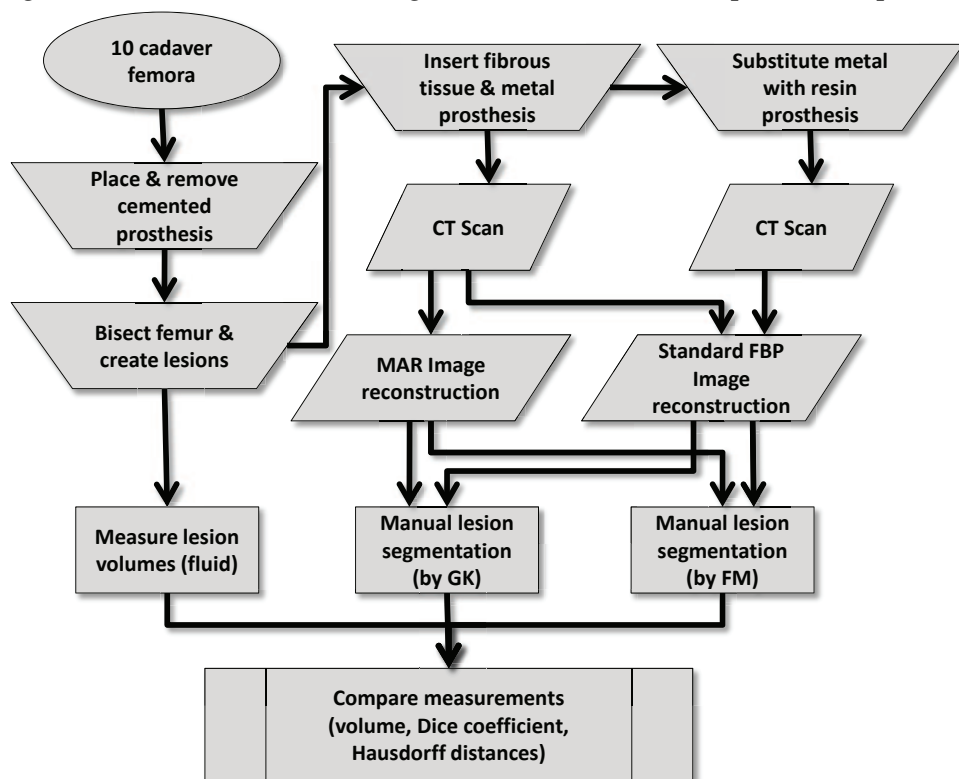 10 cadaver
femora
Place & remove
cemented
prosthesis
Bisect femur &
create lesions
Measure lesion
volumes (fluid)
Insert fibrous
tissue & metal
prosthesis
CT Scan
MAR Image
reconstruction
Manual lesion
segmentation
(by GK)
Substitute metal
with resin
prosthesis
CT Scan
Standard FBP
Image
reconstruction
Manual lesion
segmentation
(by FM)
Compare measurements
(volume, Dice coefficient,
Hausdorff distances)